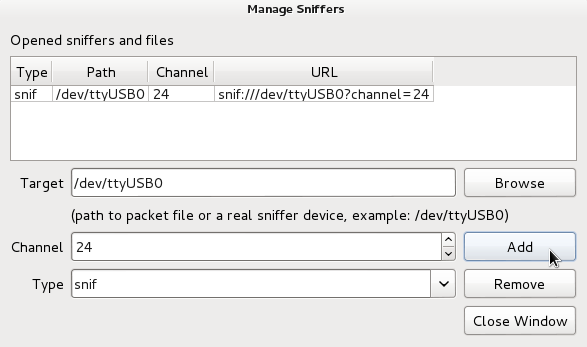 Manage Sniffers
Opened sniffers and files
Type Path Channel URL
snif /dev/ttyUSB0 24 snif:///dev/ttyUSB0?channel=24
Target /dev/ttyUSB0 Browse
(path to packet file or a real sniffer device, example: /dev/ttyUSB0)
Channel 24 Add
Type snif Remove
Close Window